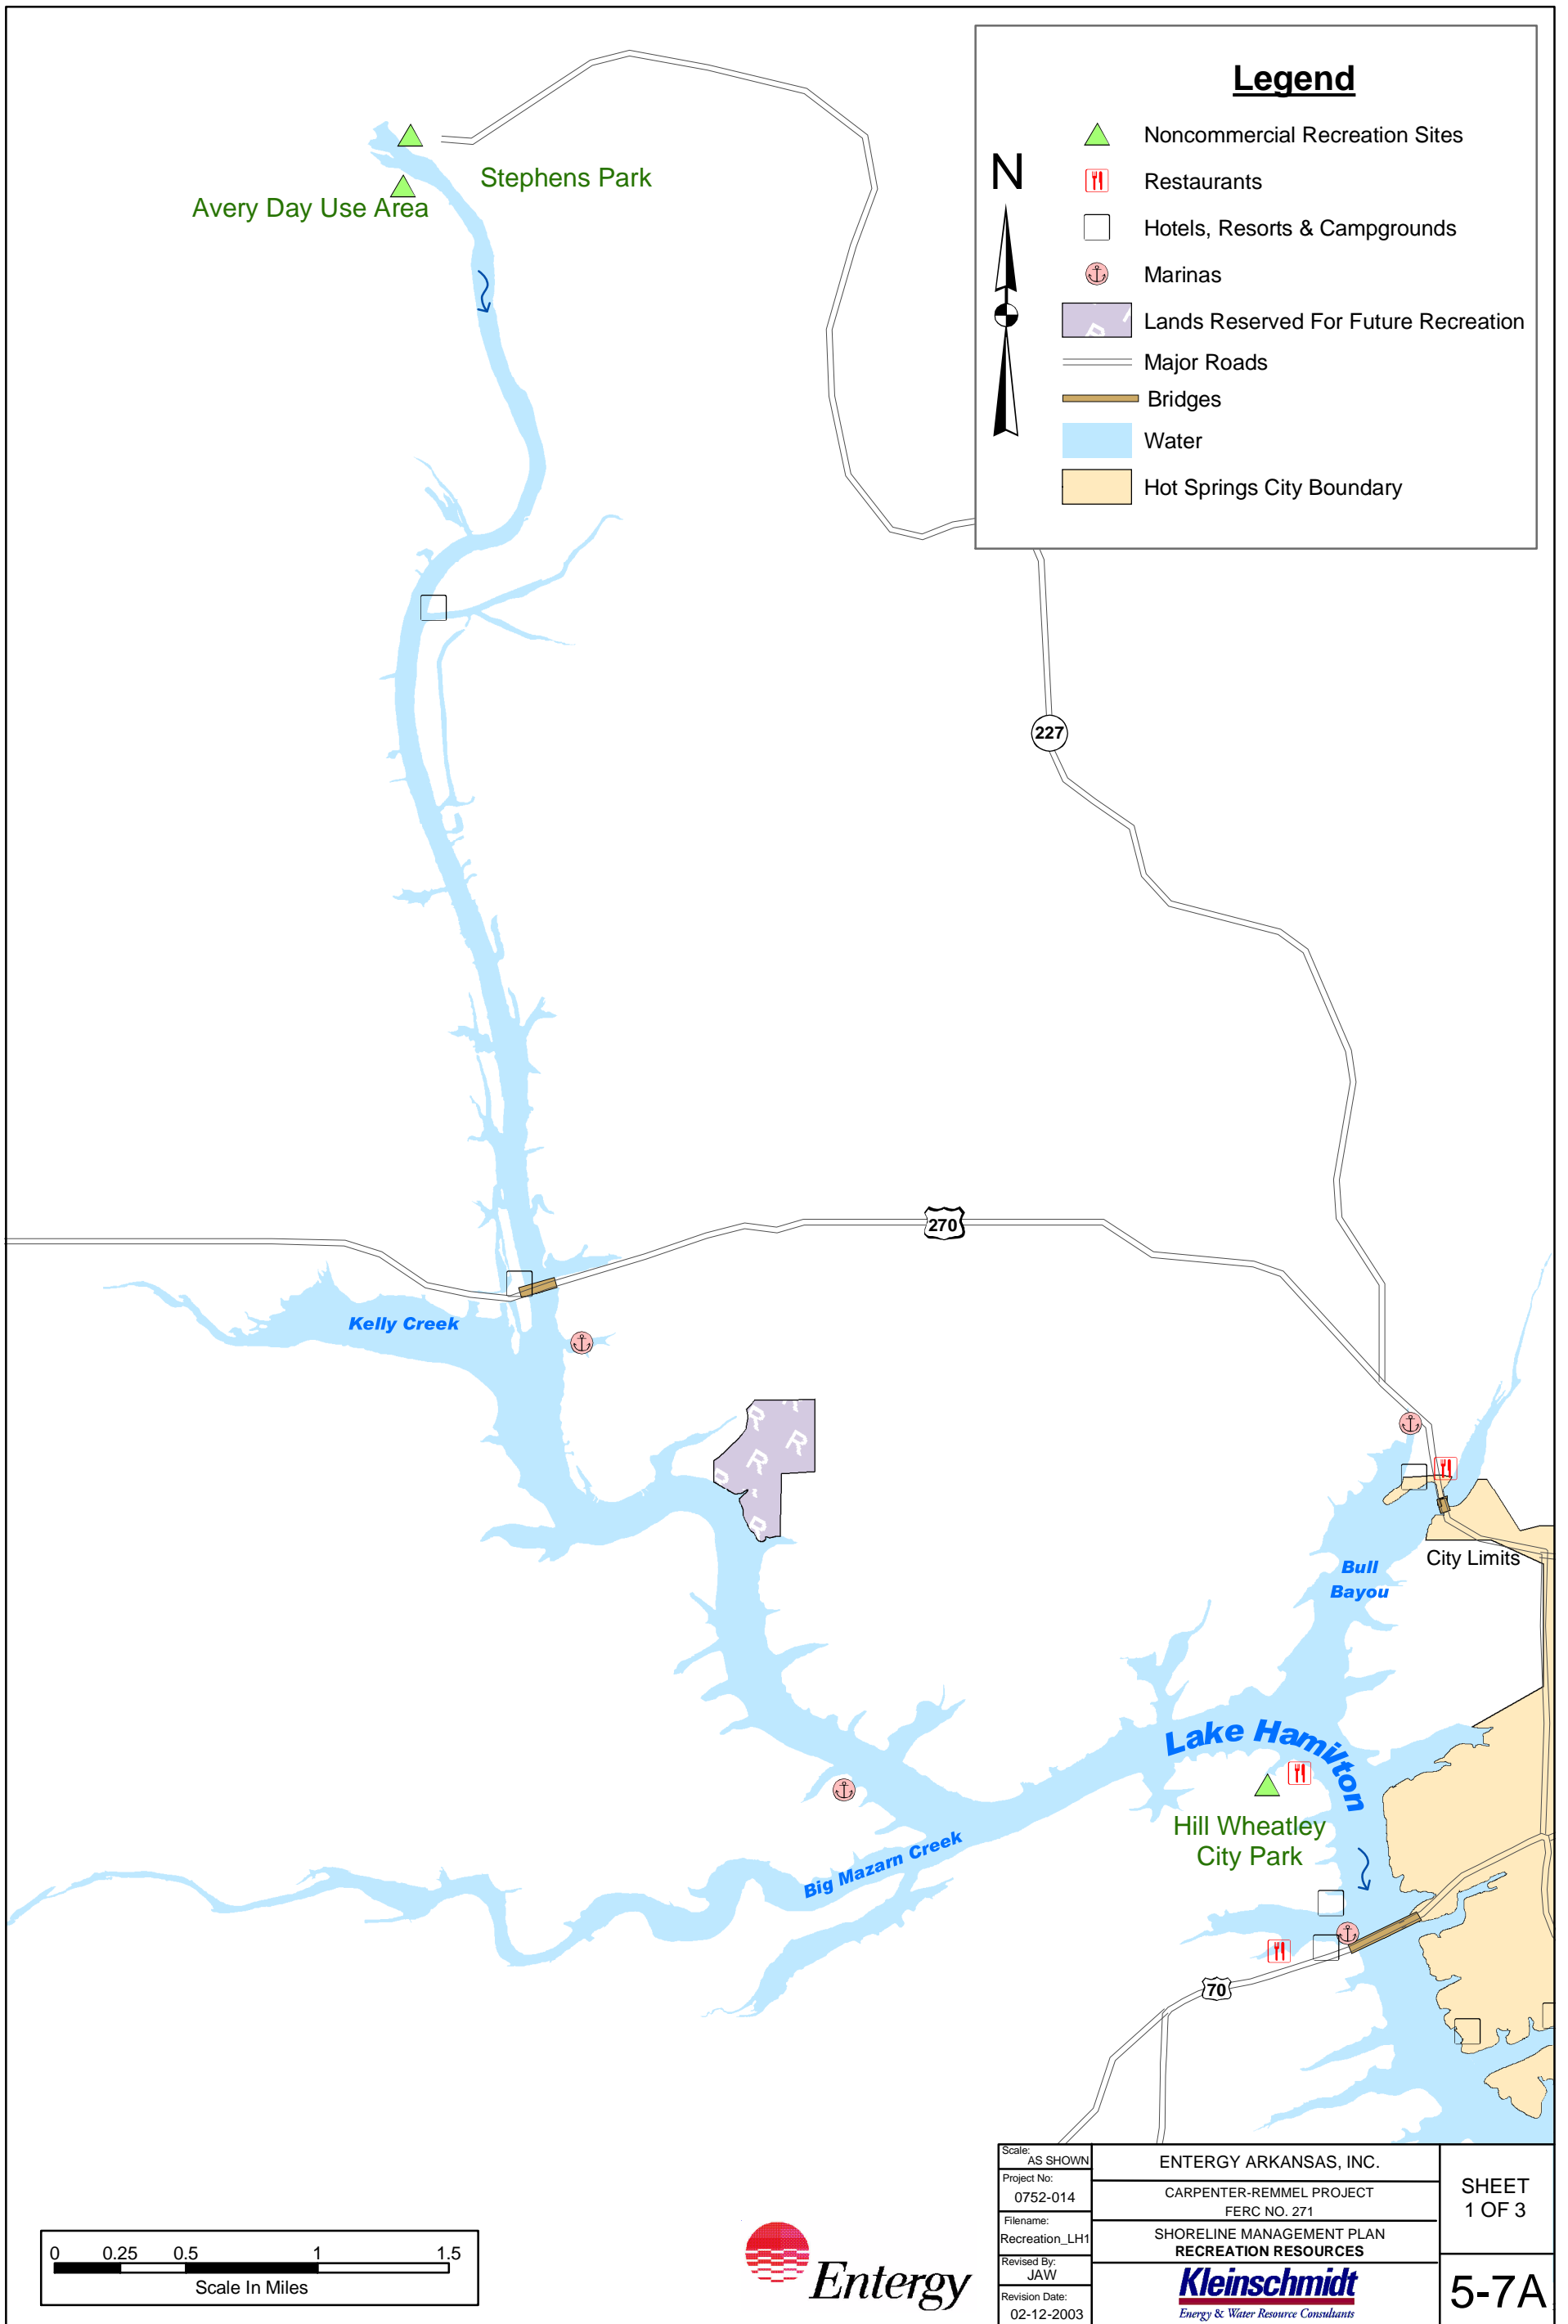 Legend
N
Noncommercial Recreation Sites
Restaurants
Hotels, Resorts & Campgrounds
Marinas
R
Lands Reserved For Future Recreation
Major Roads
Bridges
Water
Hot Springs City Boundary
Stephens Park
Avery Day Use Area
227
270
Kelly Creek
R
R
R
R
R
R
City Limits
Bull
Bayou
Lake Hamilton
Hill Wheatley
City Park
Big Mazarn Creek
70
0 0.25 0.5 1 1.5
Scale In Miles
Entergy
Scale:
AS SHOWN
Project No:
0752-014
Filename:
Recreation_LH1
Revised By:
JAW
Revision Date:
02-12-2003
ENTERGY ARKANSAS, INC.
CARPENTER-REMMEL PROJECT
FERC NO. 271
SHORELINE MANAGEMENT PLAN
RECREATION RESOURCES
Kleinschmidt
Energy & Water Resource Consultants
SHEET
1 OF 3
5-7A